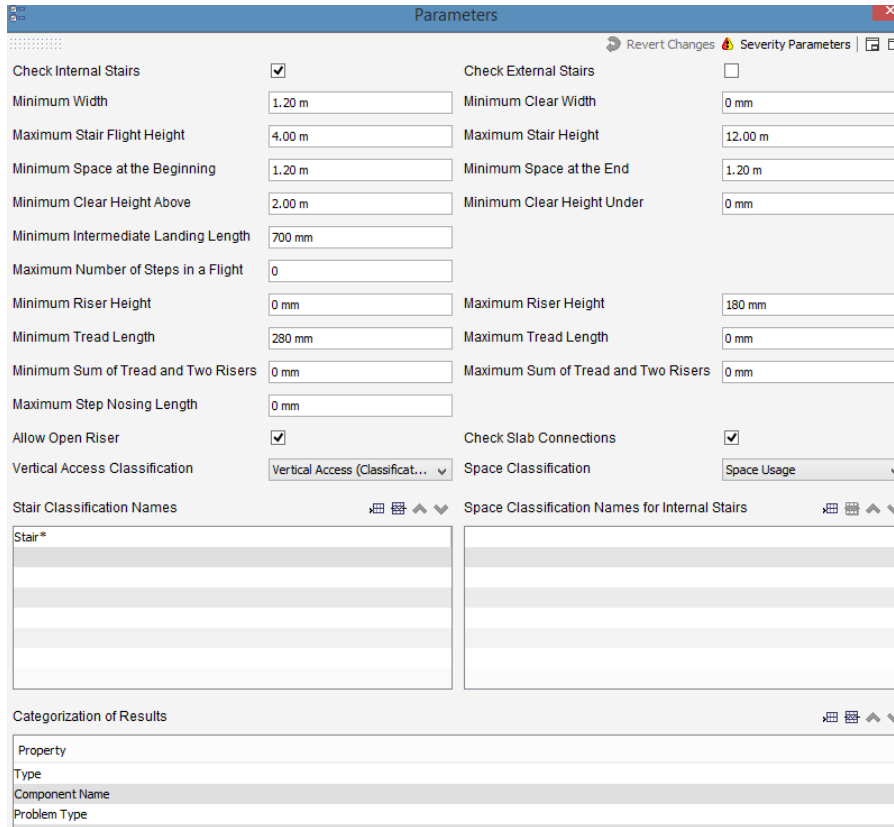 Parameters
Revert Changes Severity Parameters
Check Internal Stairs Check External Stairs
Minimum Width 1.20 m Minimum Clear Width 0 mm
Maximum Stair Flight Height 4.00 m Maximum Stair Height 12.00 m
Minimum Space at the Beginning 1.20 m Minimum Space at the End 1.20 m
Minimum Clear Height Above 2.00 m Minimum Clear Height Under 0 mm
Minimum Intermediate Landing Length 700 mm
Maximum Number of Steps in a Flight 0
Minimum Riser Height 0 mm Maximum Riser Height 180 mm
Minimum Tread Length 280 mm Maximum Tread Length 0 mm
Minimum Sum of Tread and Two Risers 0 mm Maximum Sum of Tread and Two Risers 0 mm
Maximum Step Nosing Length 0 mm
Allow Open Riser Check Slab Connections
Vertical Access Classification Vertical Access (Classificat... Space Classification Space Usage
Stair Classification Names Space Classification Names for Internal Stairs
Stair*
Categorization of Results
Property
Type
Component Name
Problem Type